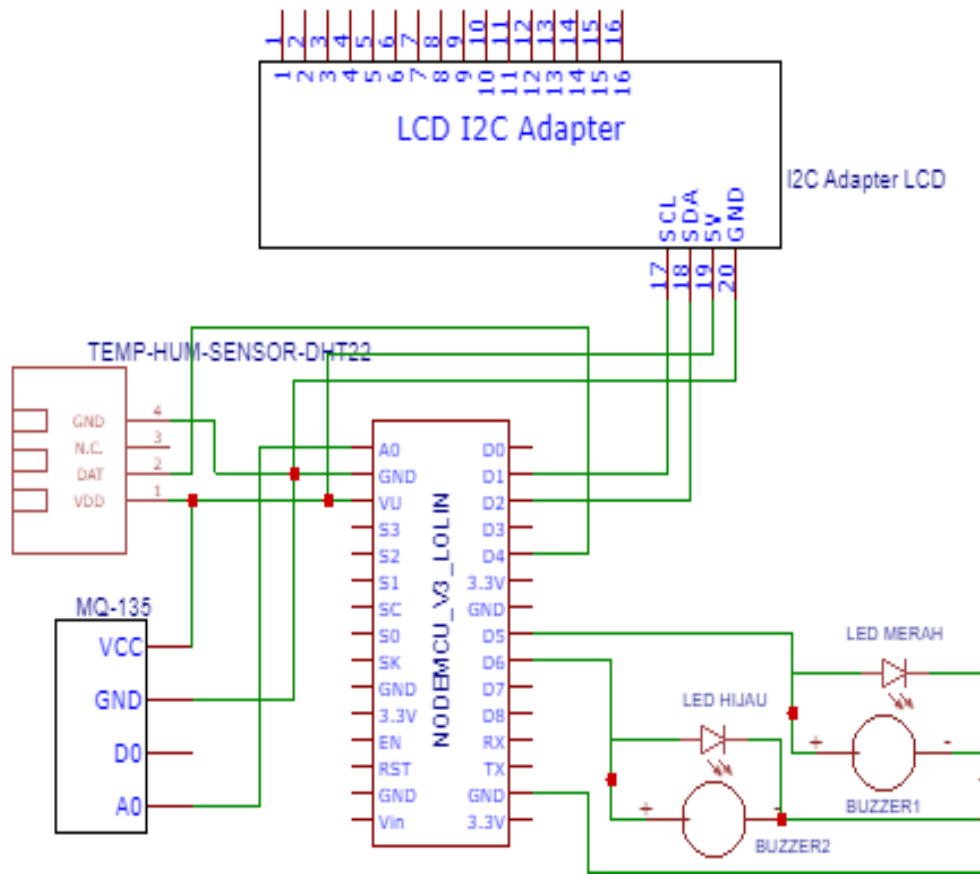 1 2 3 4 5 6 7 8 9 10 11 12 13 14 15 16
1 2 3 4 5 6 7 8 9 10 11 12 13 14 15 16
LCD I2C Adapter
I2C Adapter LCD
SCL SDA 5V GND
17 18 19 20
TEMP-HUM-SENSOR-DHT22
GND 4
N.C. 3
DAT 2
VDD 1
MQ-135
VCC
GND
D0
A0
NODEMCU_V3_LOLIN
A0 D0
GND D1
VU D2
S3 D3
S2 D4
S1 3.3V
SC GND
S0 D5
SK D6
GND D7
3.3V D8
EN RX
RST TX
GND GND
Vin 3.3V
LED MERAH
+ -
BUZZER1
LED HIJAU
+ -
BUZZER2